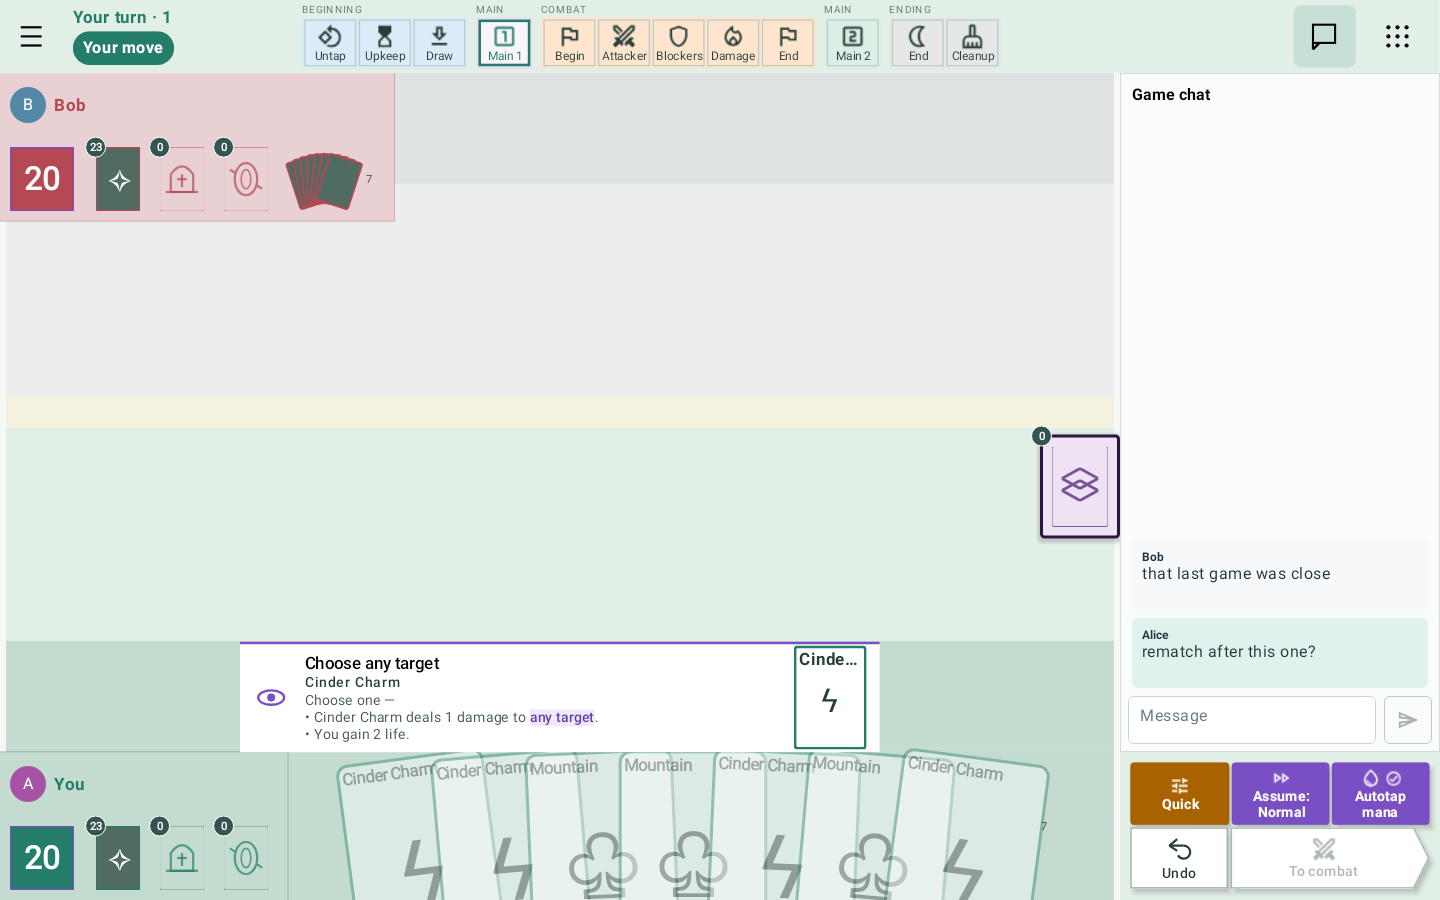 Your turn · 1
Your move
BEGINNING
Untap
Upkeep
Draw
MAIN
1
Main 1
COMBAT
Begin
Attacker
Blockers
Damage
End
MAIN
2
Main 2
ENDING
End
Cleanup
B
Bob
20
23
0
0
7
0
Game chat
Bob
that last game was close
Alice
rematch after this one?
Message
Choose any target
Cinder Charm
Choose one —
• Cinder Charm deals 1 damage to any target.
• You gain 2 life.
Cinde...
A
You
20
23
0
0
Cinder Charm
Cinder Charm
Mountain
Mountain
Cinder Charm
Mountain
Cinder Charm
7
Quick
Assume:
Normal
Autotap
mana
Undo
To combat